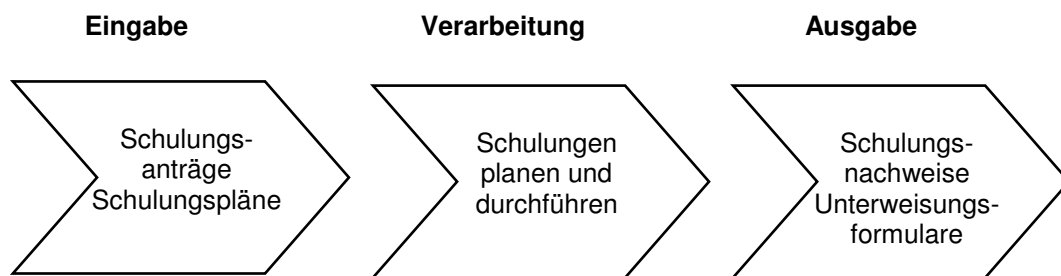 Eingabe
Verarbeitung
Ausgabe
Schulungs-
anträge
Schulungspläne
Schulungen
planen und
durchführen
Schulungs-
nachweise
Unterweisungs-
formulare